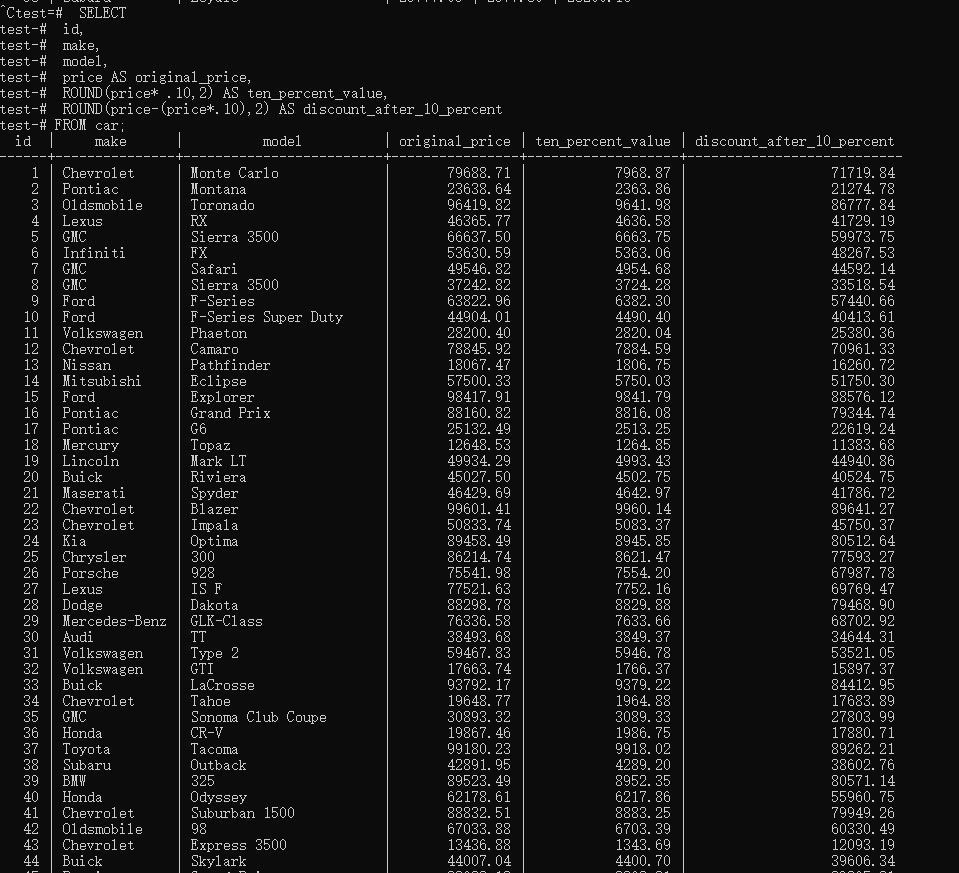 ^Ctest=#  SELECT
test-#  id,
test-#  make,
test-#  model,
test-#  price AS original_price,
test-#  ROUND(price* .10,2) AS ten_percent_value,
test-#  ROUND(price-(price*.10),2) AS discount_after_10_percent
test-# FROM car;
id | make | model | original_price | ten_percent_value | discount_after_10_percent
1 | Chevrolet | Monte Carlo | 79688.71 | 7968.87 | 71719.84
2 | Pontiac | Montana | 23638.64 | 2363.86 | 21274.78
3 | Oldsmobile | Toronado | 96419.82 | 9641.98 | 86777.84
4 | Lexus | RX | 46365.77 | 4636.58 | 41729.19
5 | GMC | Sierra 3500 | 66637.50 | 6663.75 | 59973.75
6 | Infiniti | FX | 53630.59 | 5363.06 | 48267.53
7 | GMC | Safari | 49546.82 | 4954.68 | 44592.14
8 | GMC | Sierra 3500 | 37242.82 | 3724.28 | 33518.54
9 | Ford | F-Series | 63822.96 | 6382.30 | 57440.66
10 | Ford | F-Series Super Duty | 44904.01 | 4490.40 | 40413.61
11 | Volkswagen | Phaeton | 28200.40 | 2820.04 | 25380.36
12 | Chevrolet | Camaro | 78845.92 | 7884.59 | 70961.33
13 | Nissan | Pathfinder | 18067.47 | 1806.75 | 16260.72
14 | Mitsubishi | Eclipse | 57500.33 | 5750.03 | 51750.30
15 | Ford | Explorer | 98417.91 | 9841.79 | 88576.12
16 | Pontiac | Grand Prix | 88160.82 | 8816.08 | 79344.74
17 | Pontiac | G6 | 25132.49 | 2513.25 | 22619.24
18 | Mercury | Topaz | 12648.53 | 1264.85 | 11383.68
19 | Lincoln | Mark LT | 49934.29 | 4993.43 | 44940.86
20 | Buick | Riviera | 45027.50 | 4502.75 | 40524.75
21 | Maserati | Spyder | 46429.69 | 4642.97 | 41786.72
22 | Chevrolet | Blazer | 99601.41 | 9960.14 | 89641.27
23 | Chevrolet | Impala | 50833.74 | 5083.37 | 45750.37
24 | Kia | Optima | 89458.49 | 8945.85 | 80512.64
25 | Chrysler | 300 | 86214.74 | 8621.47 | 77593.27
26 | Porsche | 928 | 75541.98 | 7554.20 | 67987.78
27 | Lexus | IS F | 77521.63 | 7752.16 | 69769.47
28 | Dodge | Dakota | 88298.78 | 8829.88 | 79468.90
29 | Mercedes-Benz | GLK-Class | 76336.58 | 7633.66 | 68702.92
30 | Audi | TT | 38493.68 | 3849.37 | 34644.31
31 | Volkswagen | Type 2 | 59467.83 | 5946.78 | 53521.05
32 | Volkswagen | GTI | 17663.74 | 1766.37 | 15897.37
33 | Buick | LaCrosse | 93792.17 | 9379.22 | 84412.95
34 | Chevrolet | Tahoe | 19648.77 | 1964.88 | 17683.89
35 | GMC | Sonoma Club Coupe | 30893.32 | 3089.33 | 27803.99
36 | Honda | CR-V | 19867.46 | 1986.75 | 17880.71
37 | Toyota | Tacoma | 99180.23 | 9918.02 | 89262.21
38 | Subaru | Outback | 42891.95 | 4289.20 | 38602.76
39 | BMW | 325 | 89523.49 | 8952.35 | 80571.14
40 | Honda | Odyssey | 62178.61 | 6217.86 | 55960.75
41 | Chevrolet | Suburban 1500 | 88832.51 | 8883.25 | 79949.26
42 | Oldsmobile | 98 | 67033.88 | 6703.39 | 60330.49
43 | Chevrolet | Express 3500 | 13436.88 | 1343.69 | 12093.19
44 | Buick | Skylark | 44007.04 | 4400.70 | 39606.34